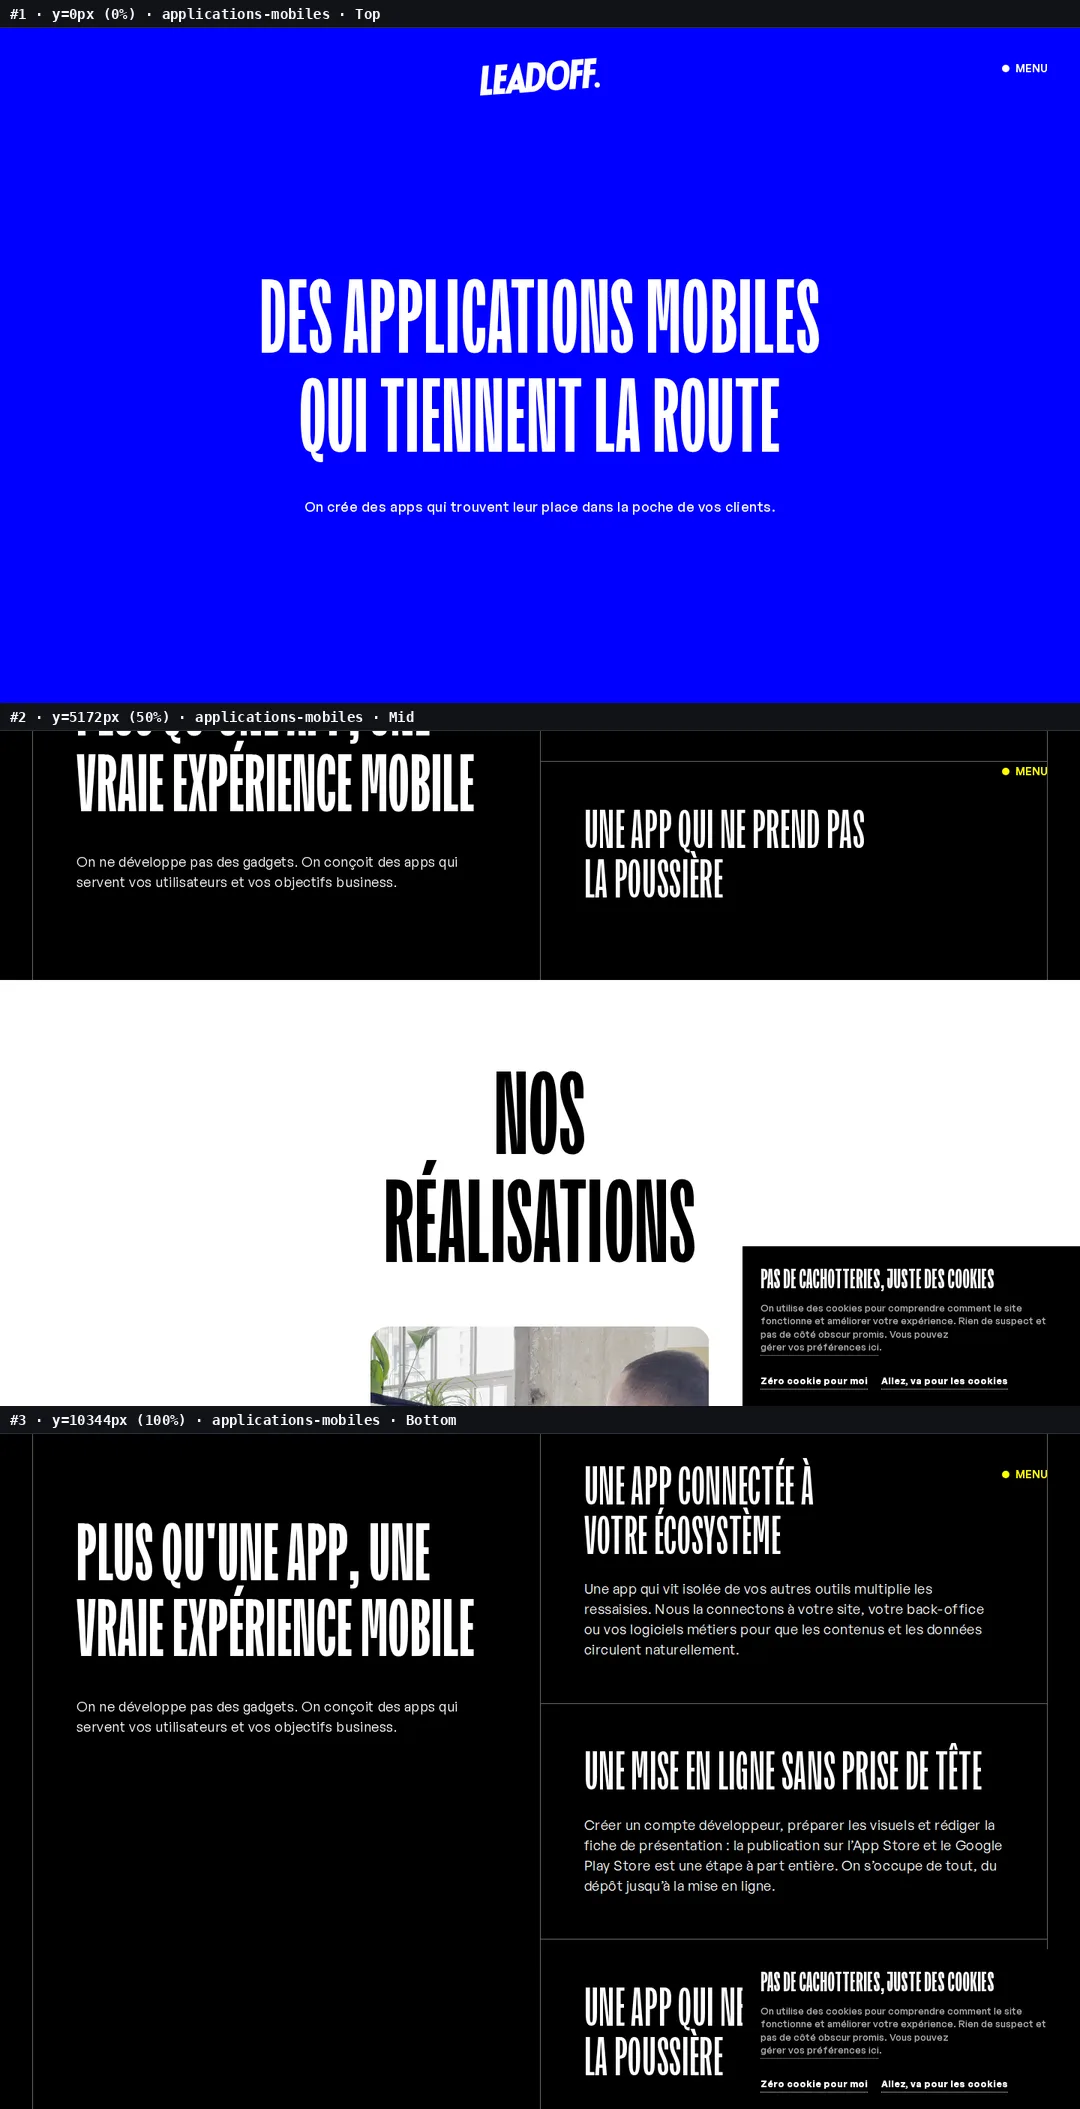 #1 · y=0px (0%) · applications-mobiles · Top
LEADOFF.
MENU
DES APPLICATIONS MOBILES
QUI TIENNENT LA ROUTE
On crée des apps qui trouvent leur place dans la poche de vos clients.
#2 · y=5172px (50%) · applications-mobiles · Mid
PLUS QU'UNE APP, UNE
VRAIE EXPÉRIENCE MOBILE
On ne développe pas des gadgets. On conçoit des apps qui
servent vos utilisateurs et vos objectifs business.
MENU
UNE APP QUI NE PREND PAS
LA POUSSIÈRE
NOS
RÉALISATIONS
PAS DE CACHOTTERIES, JUSTE DES COOKIES
On utilise des cookies pour comprendre comment le site
fonctionne et améliorer votre expérience. Rien de suspect et
pas de côté obscur promis. Vous pouvez
gérer vos préférences ici.
Zéro cookie pour moi
Allez, va pour les cookies
#3 · y=10344px (100%) · applications-mobiles · Bottom
PLUS QU'UNE APP, UNE
VRAIE EXPÉRIENCE MOBILE
On ne développe pas des gadgets. On conçoit des apps qui
servent vos utilisateurs et vos objectifs business.
MENU
UNE APP CONNECTÉE À
VOTRE ÉCOSYSTÈME
Une app qui vit isolée de vos autres outils multiplie les
ressaisies. Nous la connectons à votre site, votre back-office
ou vos logiciels métiers pour que les contenus et les données
circulent naturellement.
UNE MISE EN LIGNE SANS PRISE DE TÊTE
Créer un compte développeur, préparer les visuels et rédiger la
fiche de présentation : la publication sur l’App Store et le Google
Play Store est une étape à part entière. On s’occupe de tout, du
dépôt jusqu’à la mise en ligne.
UNE APP QUI NE
LA POUSSIÈRE
PAS DE CACHOTTERIES, JUSTE DES COOKIES
On utilise des cookies pour comprendre comment le site
fonctionne et améliorer votre expérience. Rien de suspect et
pas de côté obscur promis. Vous pouvez
gérer vos préférences ici.
Zéro cookie pour moi
Allez, va pour les cookies